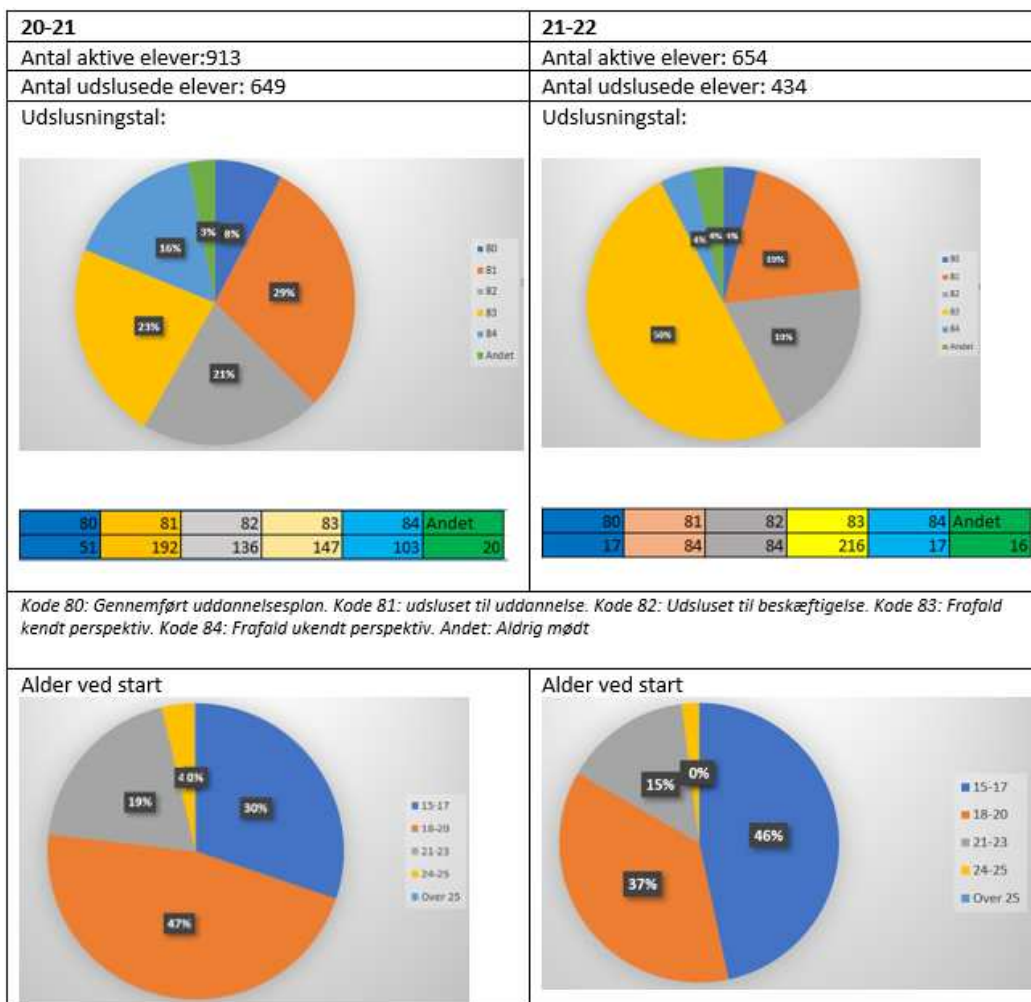 20-21
Antal aktive elever:913
Antal udslusede elever: 649
Udslusningstal:
3% 8%
16%
29%
23%
21%
80
81
82
83
84
Andet
80 81 82 83 84 Andet
51 192 136 147 103 20
21-22
Antal aktive elever: 654
Antal udslusede elever: 434
Udslusningstal:
4% 4% 4%
19%
50%
19%
80
81
82
83
84
Andet
80 81 82 83 84 Andet
17 84 84 216 17 16
Kode 80: Gennemført uddannelsesplan. Kode 81: udsluset til uddannelse. Kode 82: Udsluset til beskæftigelse. Kode 83: Frafald
kendt perspektiv. Kode 84: Frafald ukendt perspektiv. Andet: Aldrig mødt
Alder ved start
4 0%
19%
30%
47%
15-17
18-20
21-23
24-25
Over 25
Alder ved start
0%
15%
46%
37%
15-17
18-20
21-23
24-25
Over 25